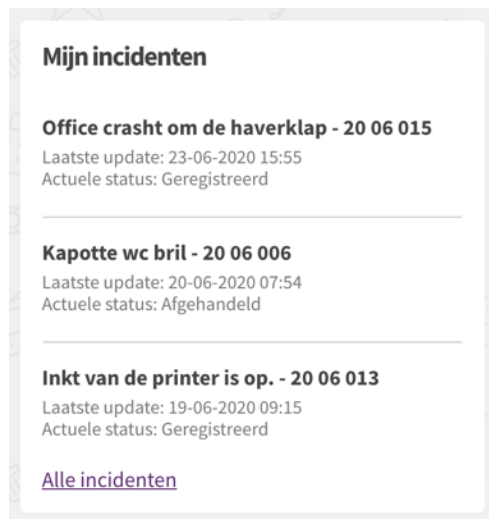 Mijn incidenten
Office crasht om de haverklap - 20 06 015
Laatste update: 23-06-2020 15:55
Actuele status: Geregistreerd
Kapotte wc bril - 20 06 006
Laatste update: 20-06-2020 07:54
Actuele status: Afgehandeld
Inkt van de printer is op. - 20 06 013
Laatste update: 19-06-2020 09:15
Actuele status: Geregistreerd
Alle incidenten